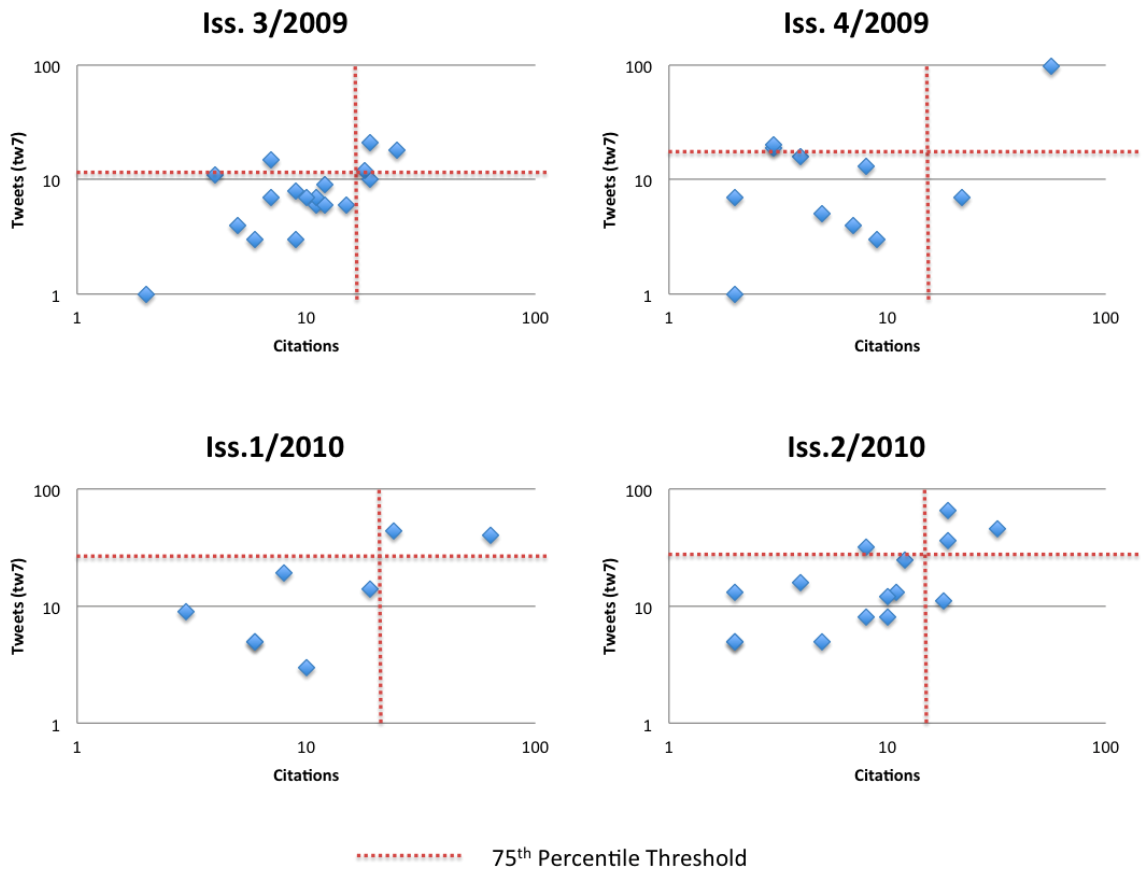 Iss. 3/2009
100
10
1
Tweets (tw7)
1 10 100
Citations
Iss. 4/2009
100
10
1
Tweets (tw7)
1 10 100
Citations
Iss.1/2010
100
10
1
Tweets (tw7)
1 10 100
Citations
Iss.2/2010
100
10
1
Tweets (tw7)
1 10 100
Citations
75th Percentile Threshold